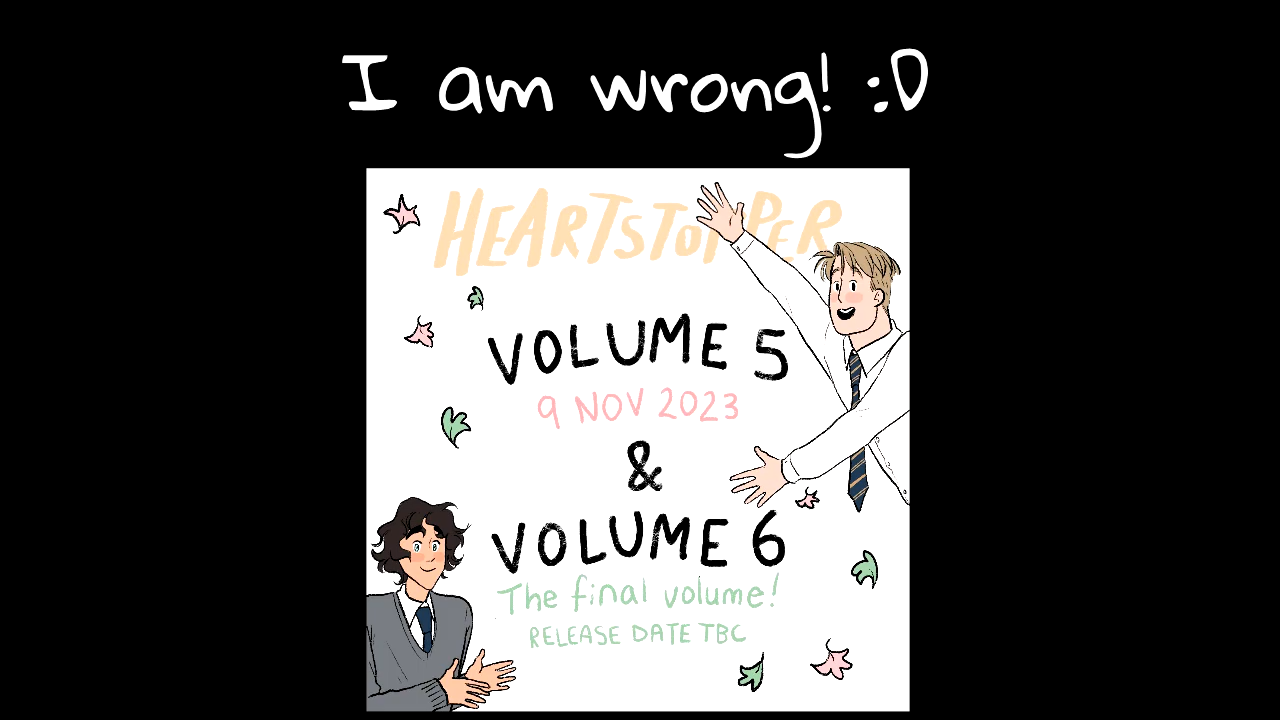 I am wrong! :D
HEARTSTOPPER
VOLUME 5
9 NOV 2023
&
VOLUME 6
The final volume!
RELEASE DATE TBC